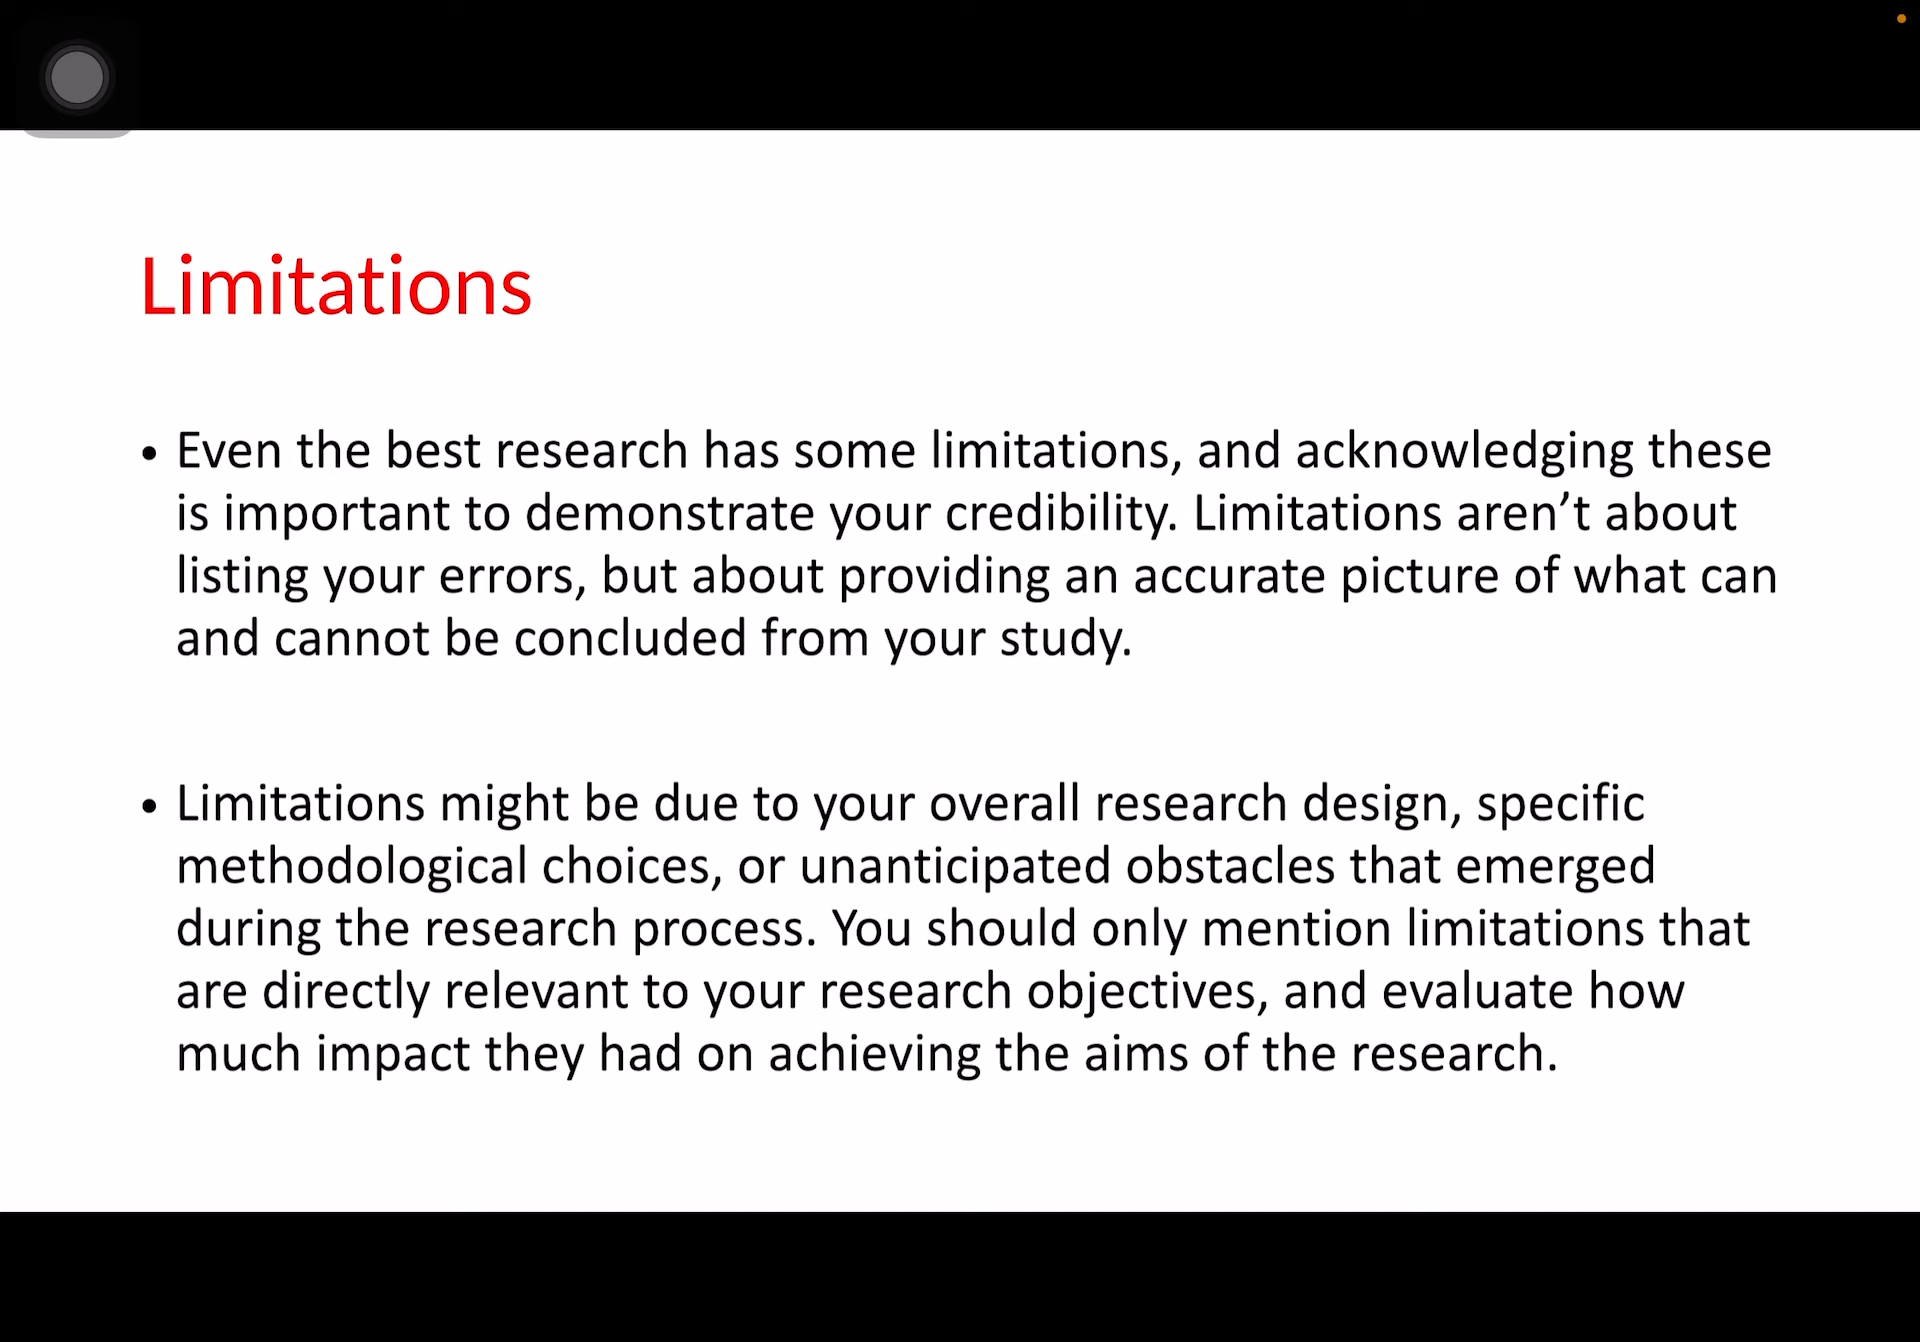 Limitations
• Even the best research has some limitations, and acknowledging these
is important to demonstrate your credibility. Limitations aren’t about
listing your errors, but about providing an accurate picture of what can
and cannot be concluded from your study.
• Limitations might be due to your overall research design, specific
methodological choices, or unanticipated obstacles that emerged
during the research process. You should only mention limitations that
are directly relevant to your research objectives, and evaluate how
much impact they had on achieving the aims of the research.